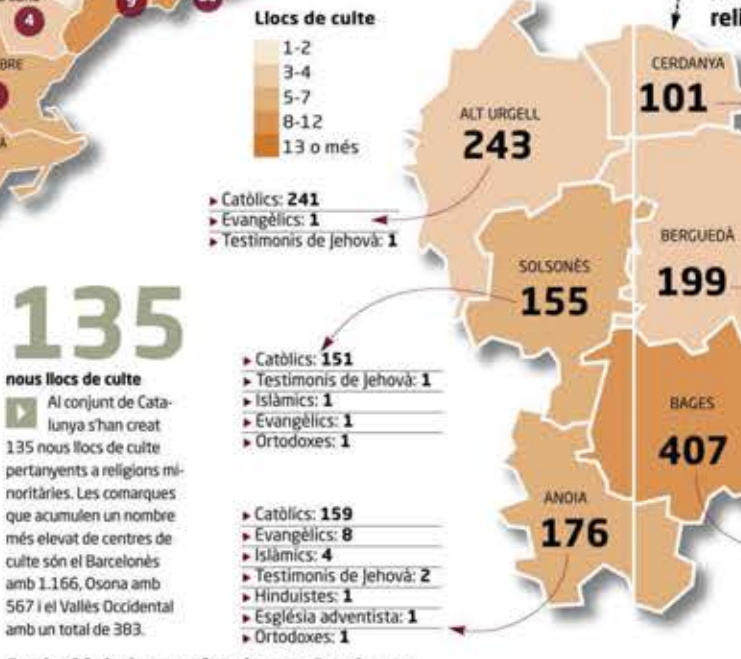 4
9
BRE
A
Llocs de culte
1-2
3-4
5-7
8-12
13 o més
reli
CERDANYA
101
ALT URGELL
243
▸ Catòlics: 241
▸ Evangèlics: 1
▸ Testimonis de Jehovà: 1
BERGUEDÀ
199
SOLSONÈS
155
▸ Catòlics: 151
▸ Testimonis de Jehovà: 1
▸ Islàmics: 1
▸ Evangèlics: 1
▸ Ortodoxes: 1
BAGES
407
135
nous llocs de culte
Al conjunt de Cata-
lunya s'han creat
135 nous llocs de culte
pertanyents a religions mi-
noritàries. Les comarques
que acumulen un nombre
més elevat de centres de
culte són el Barcelonès
amb 1.166, Osona amb
567 i el Vallès Occidental
amb un total de 383.
ANOIA
176
▸ Catòlics: 159
▸ Evangèlics: 8
▸ Islàmics: 4
▸ Testimonis de Jehovà: 2
▸ Hinduistes: 1
▸ Església adventista: 1
▸ Ortodoxes: 1